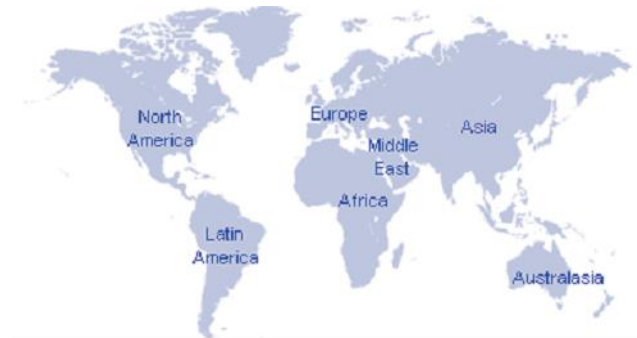 North
America
Europe
Middle
East
Asia
Africa
Latin
America
Australasia